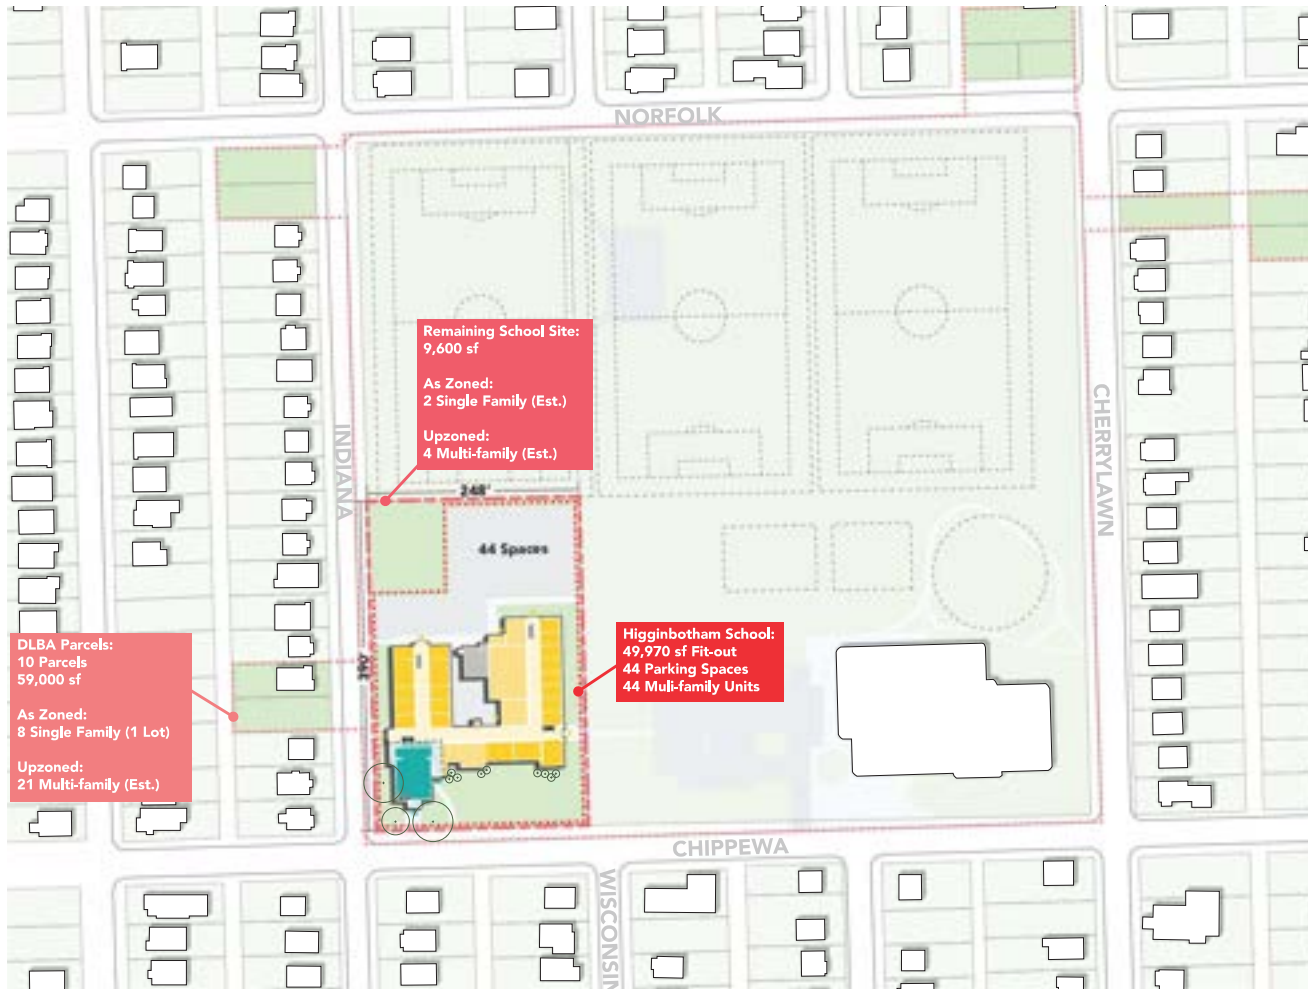 NORFOLK
Remaining School Site:
9,600 sf
As Zoned:
2 Single Family (Est.)
Upzoned:
4 Multi-family (Est.)
INDIANA
CHERRYLAWN
248'
44 Spaces
390'
DLBA Parcels:
10 Parcels
59,000 sf
As Zoned:
8 Single Family (1 Lot)
Upzoned:
21 Multi-family (Est.)
Higginbotham School:
49,970 sf Fit-out
44 Parking Spaces
44 Muli-family Units
CHIPPEWA
WISCONSIN